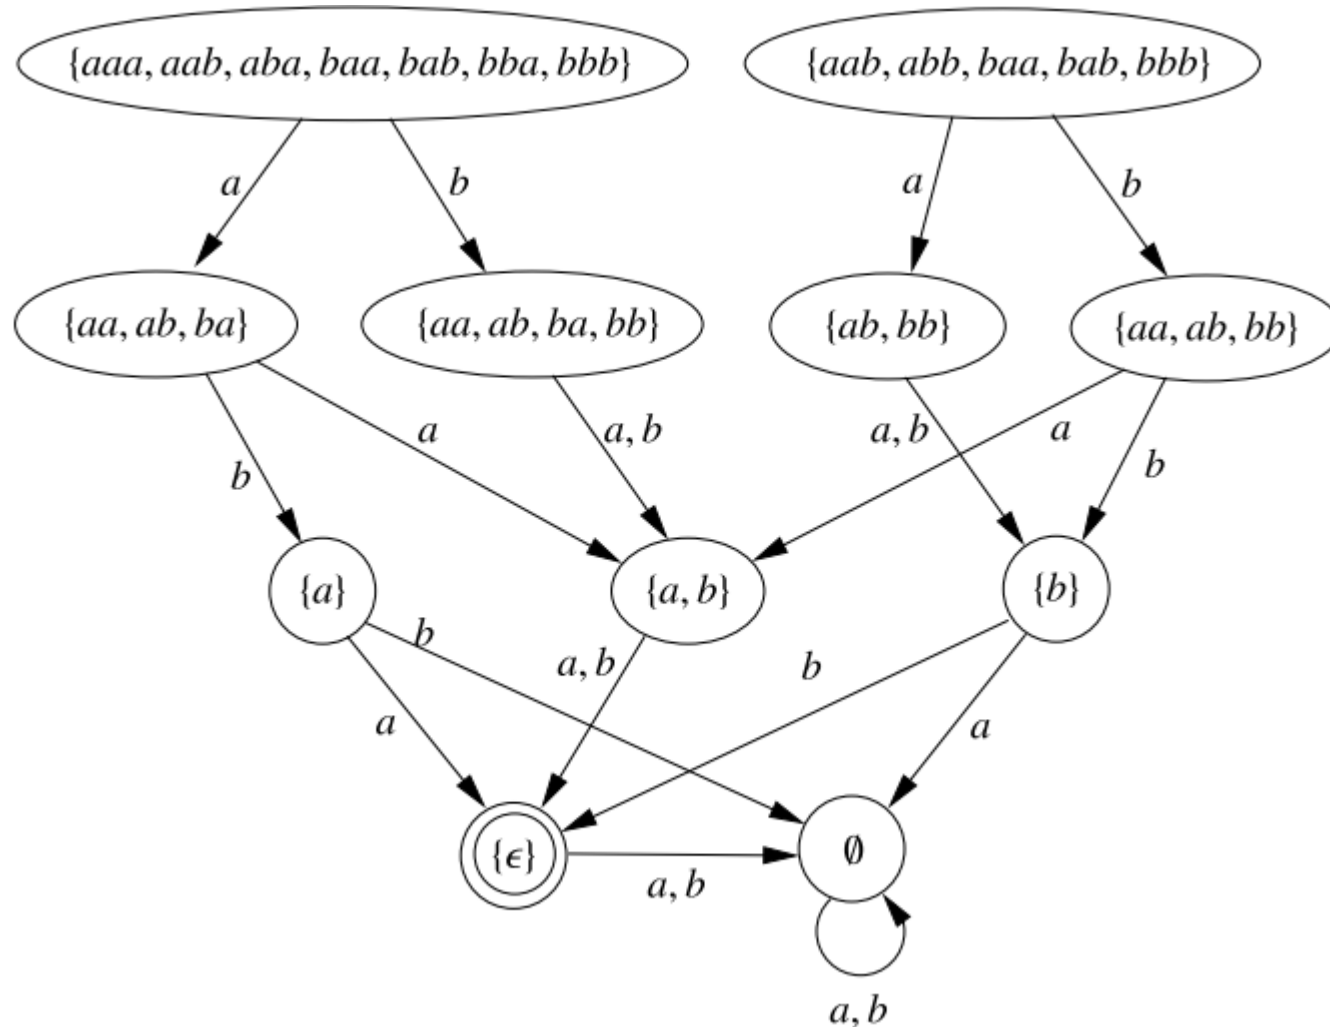 {aaa, aab, aba, baa, bab, bba, bbb} {aab, abb, baa, bab, bbb}
a b a b
{aa, ab, ba} {aa, ab, ba, bb} {ab, bb} {aa, ab, bb}
b a a, b a, b a b
{a} {a, b} {b}
a b a, b b a
{ϵ} a, b ∅
a, b